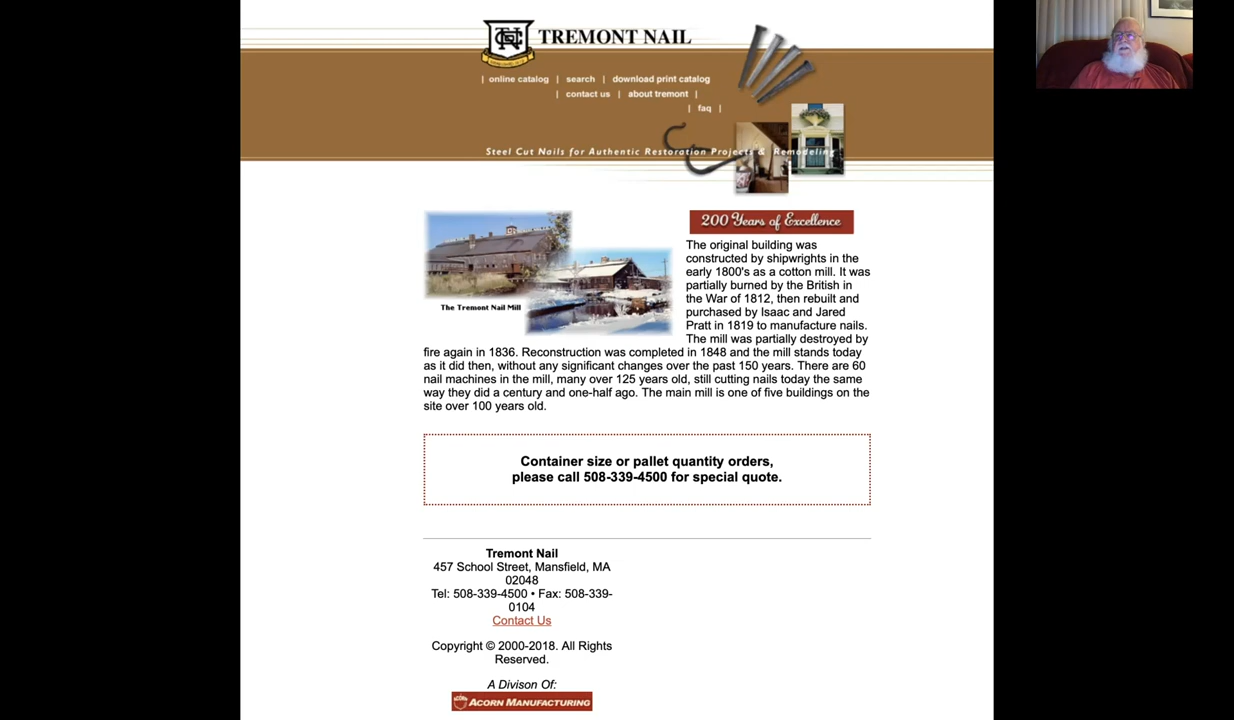 TREMONT NAIL
| online catalog | search | download print catalog
| contact us | about tremont |
| faq |
Steel Cut Nails for Authentic Restoration Projects & Remodeling
200 Years of Excellence
The Tremont Nail Mill
The original building was
constructed by shipwrights in the
early 1800's as a cotton mill. It was
partially burned by the British in
the War of 1812, then rebuilt and
purchased by Isaac and Jared
Pratt in 1819 to manufacture nails.
The mill was partially destroyed by
fire again in 1836. Reconstruction was completed in 1848 and the mill stands today
as it did then, without any significant changes over the past 150 years. There are 60
nail machines in the mill, many over 125 years old, still cutting nails today the same
way they did a century and one-half ago. The main mill is one of five buildings on the
site over 100 years old.
Container size or pallet quantity orders,
please call 508-339-4500 for special quote.
Tremont Nail
457 School Street, Mansfield, MA
02048
Tel: 508-339-4500 • Fax: 508-339-
0104
Contact Us
Copyright © 2000-2018. All Rights
Reserved.
A Divison Of:
ACORN MANUFACTURING